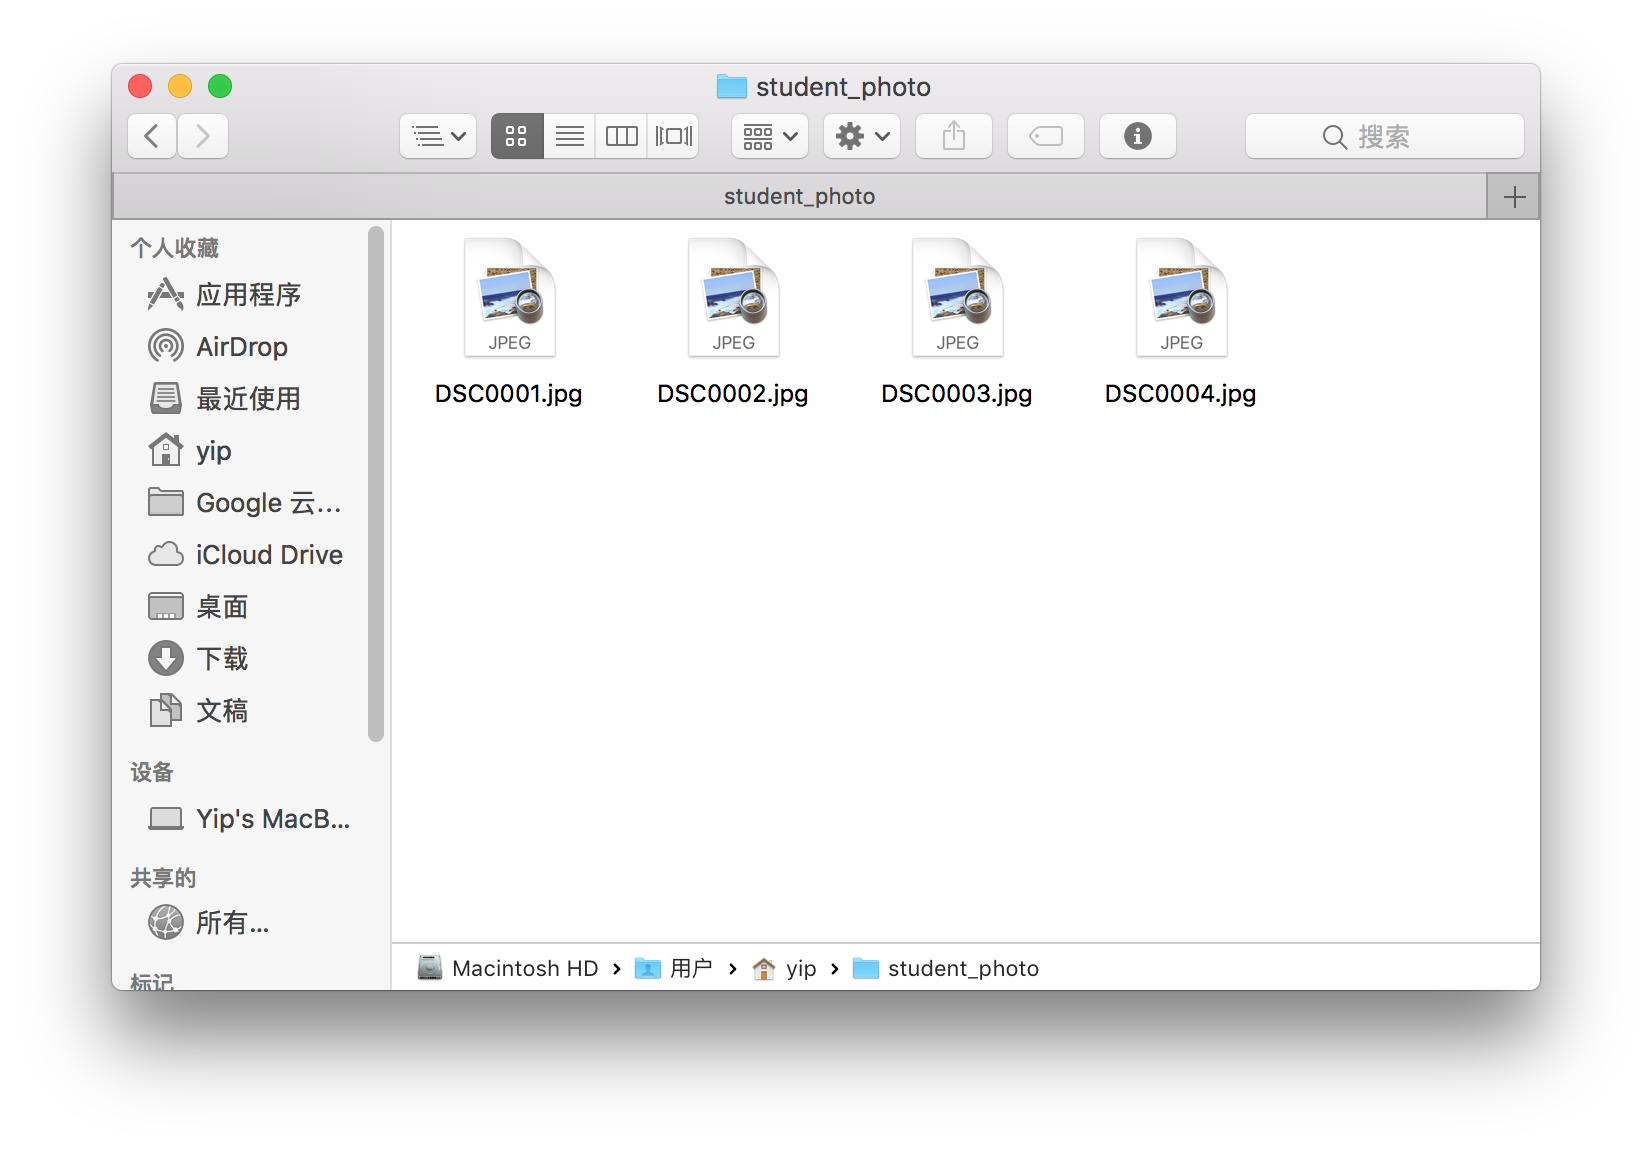 student_photo
搜索
student_photo
个人收藏
应用程序
AirDrop
最近使用
yip
Google 云...
iCloud Drive
桌面
下载
文稿
设备
Yip's MacB...
共享的
所有...
标记
JPEG
JPEG
JPEG
JPEG
DSC0001.jpg
DSC0002.jpg
DSC0003.jpg
DSC0004.jpg
Macintosh HD › 用户 › yip › student_photo